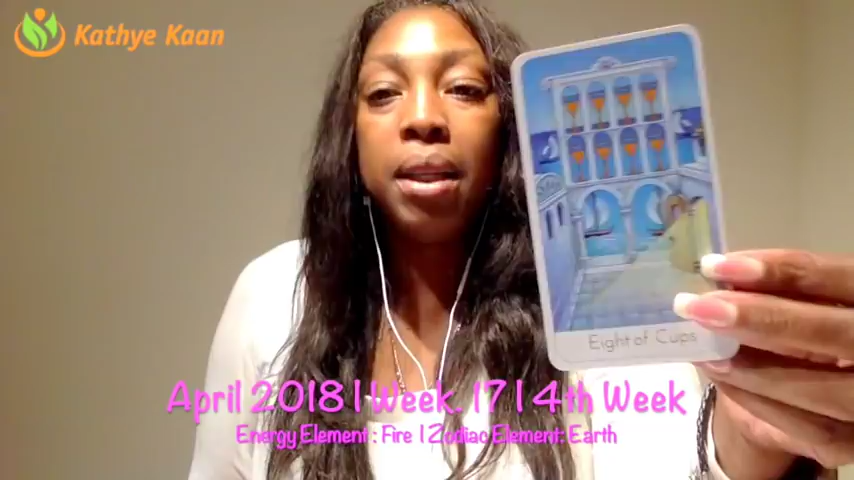 Kathye Kaan
Eight of Cups
April 2018 | Week. 17 | 4th Week
Energy Element : Fire | Zodiac Element: Earth